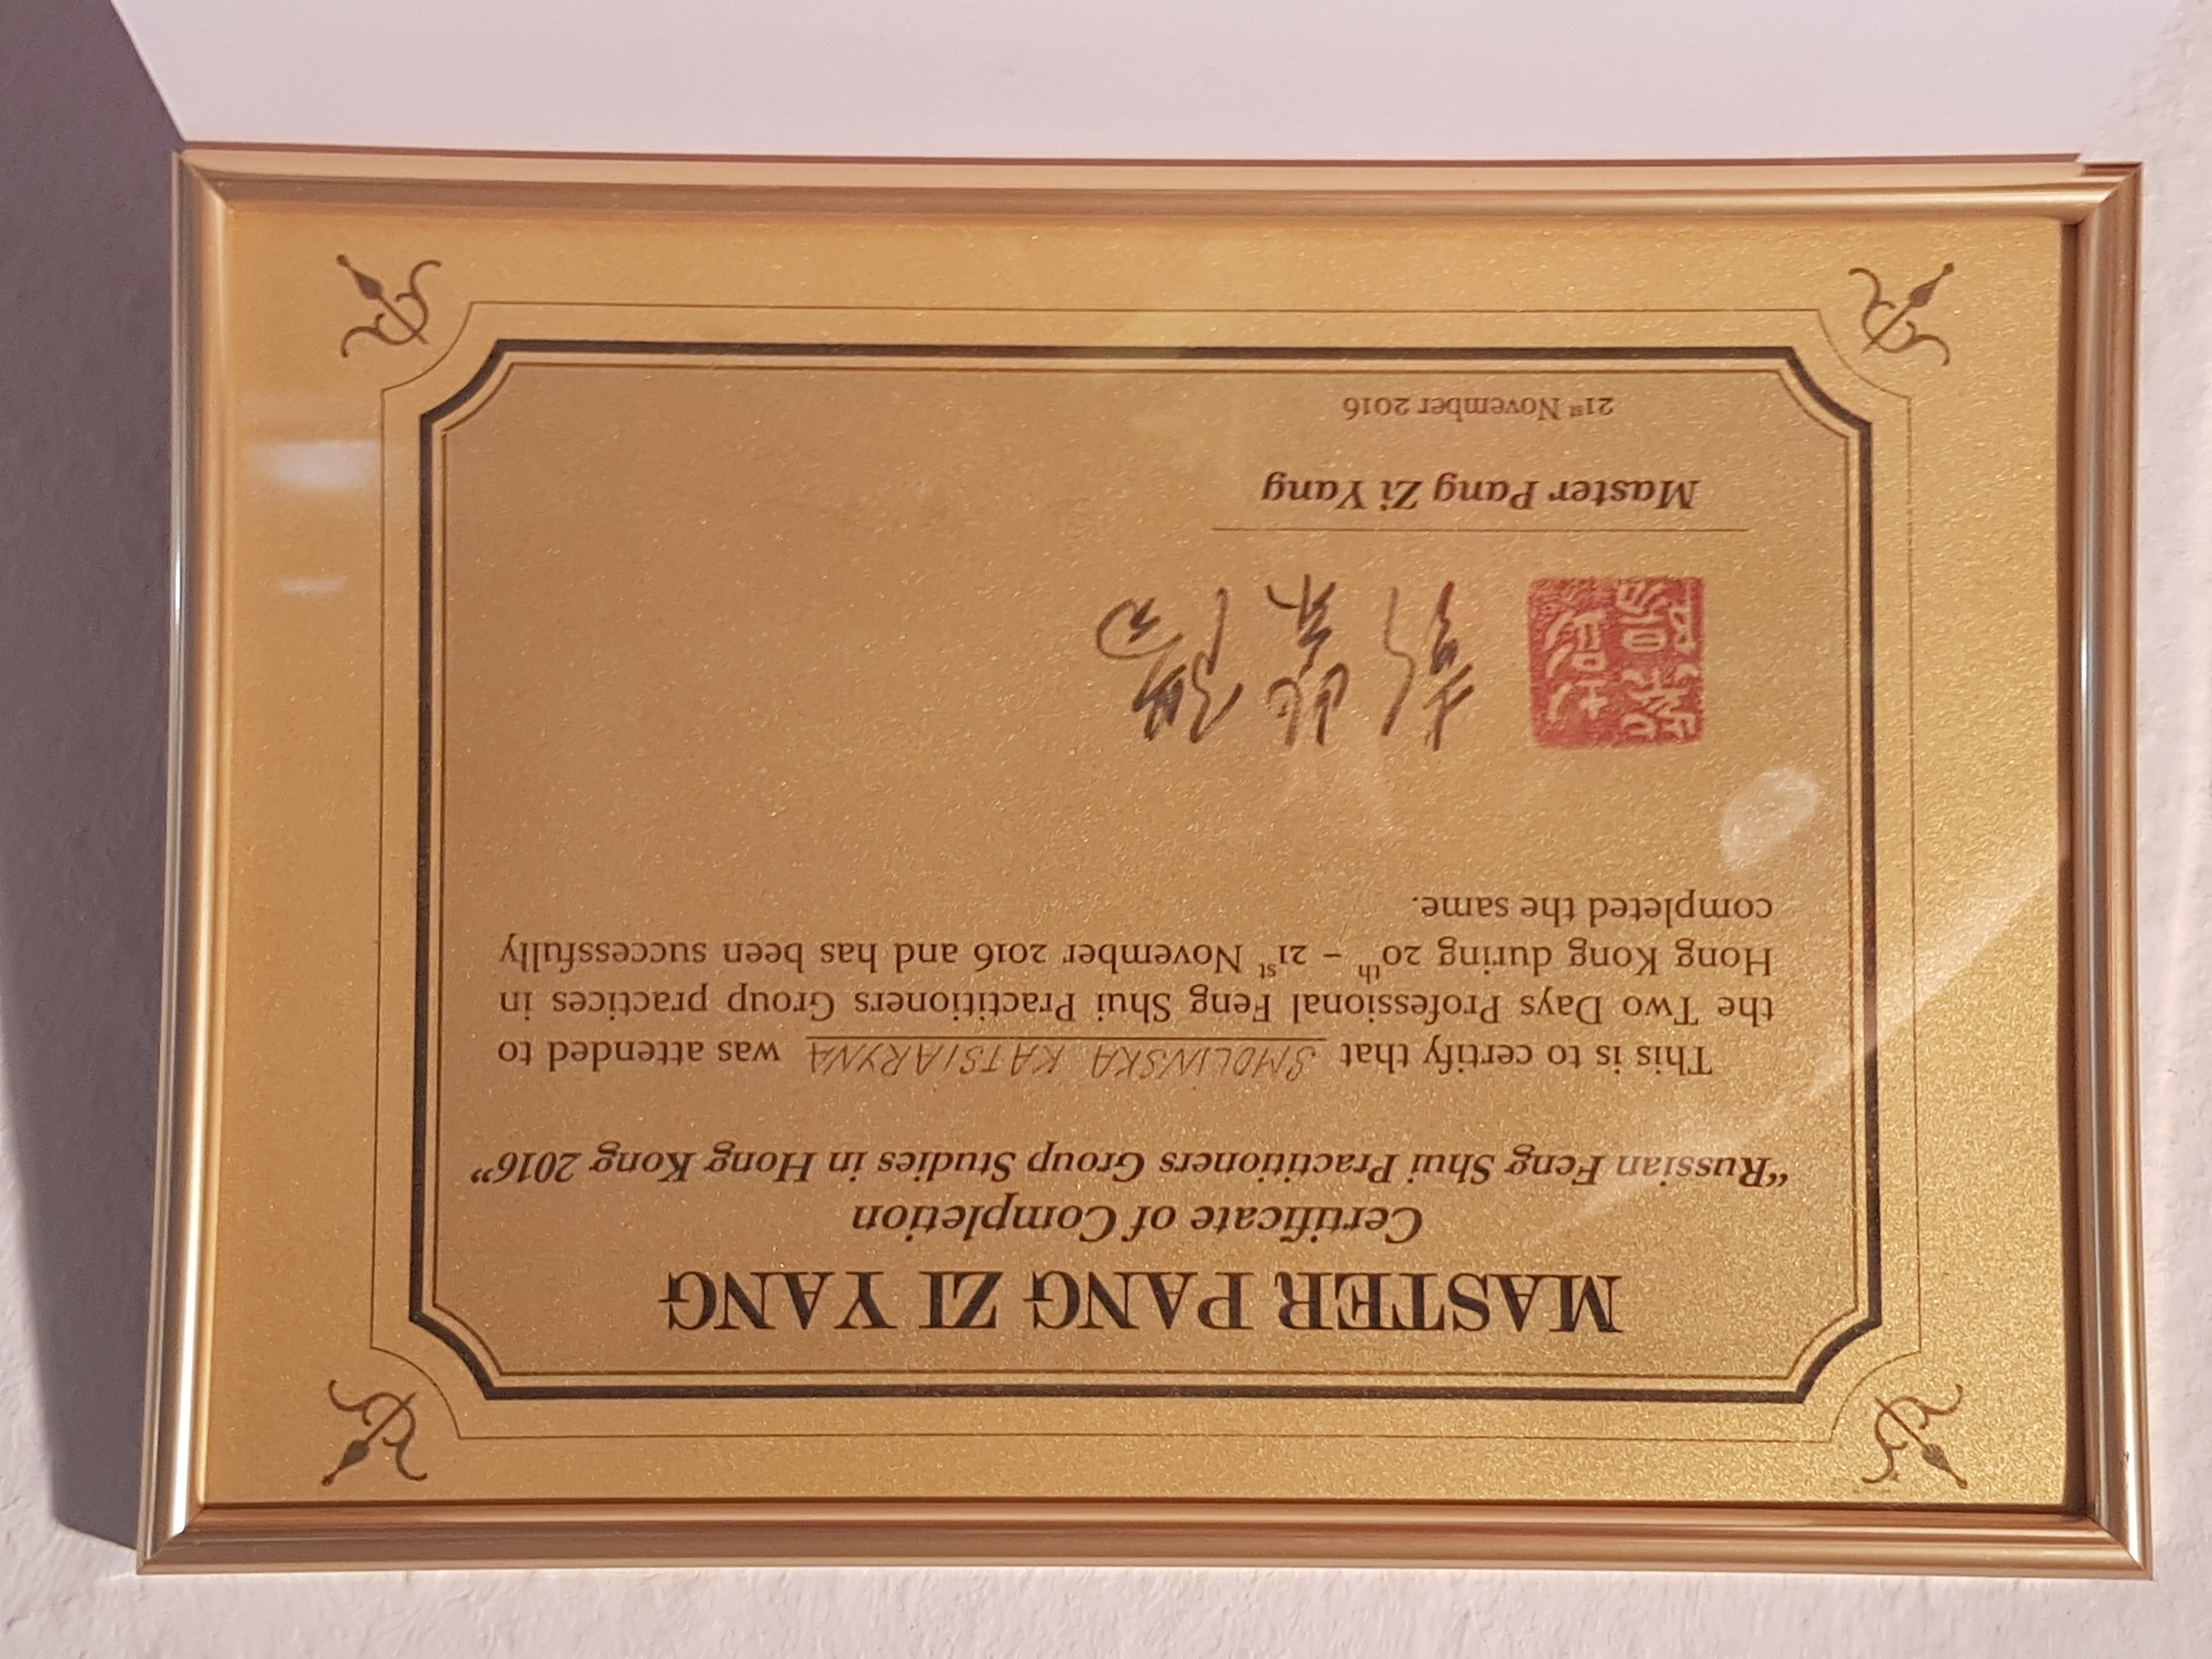 MASTER PANG ZI YANG
Certificate of Completion
“Russian Feng Shui Practitioners Group Studies in Hong Kong 2016”
This is to certify that SMOLINSKA KATSIARYNA was attended to
the Two Days Professional Feng Shui Practitioners Group practices in
Hong Kong during 20th – 21st November 2016 and has been successfully
completed the same.
Master Pang Zi Yang
21st November 2016